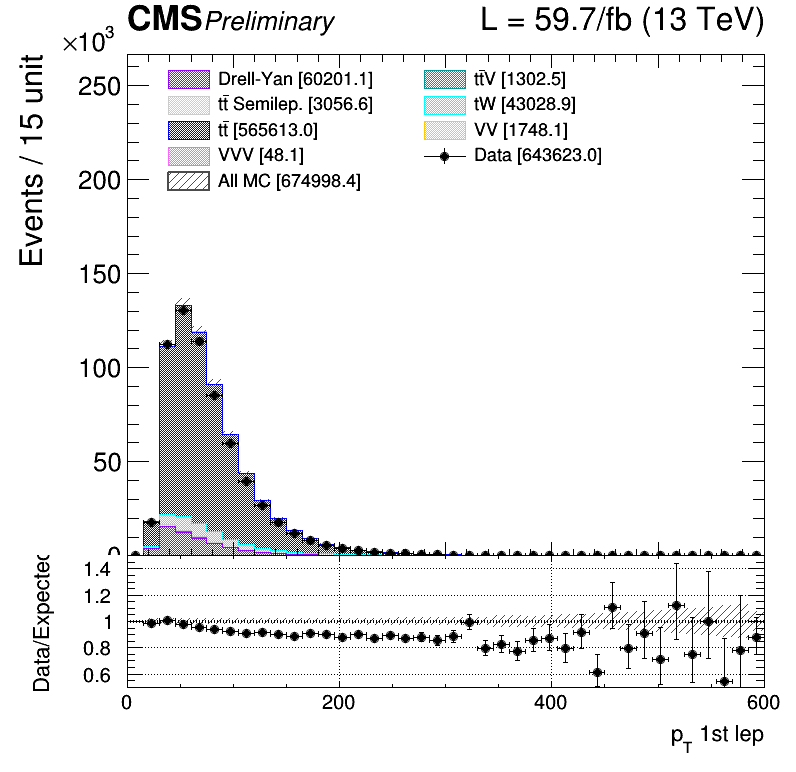 CMS Preliminary L = 59.7/fb (13 TeV)
×10³
Events / 15 unit
250
200
150
100
50
0
Drell-Yan [60201.1]
tt̄ Semilep. [3056.6]
tt̄ [565613.0]
VVV [48.1]
All MC [674998.4]
tt̄V [1302.5]
tW [43028.9]
VV [1748.1]
Data [643623.0]
Data/Expected
1.4
1.2
1
0.8
0.6
0 200 400 600
p_T 1st lep